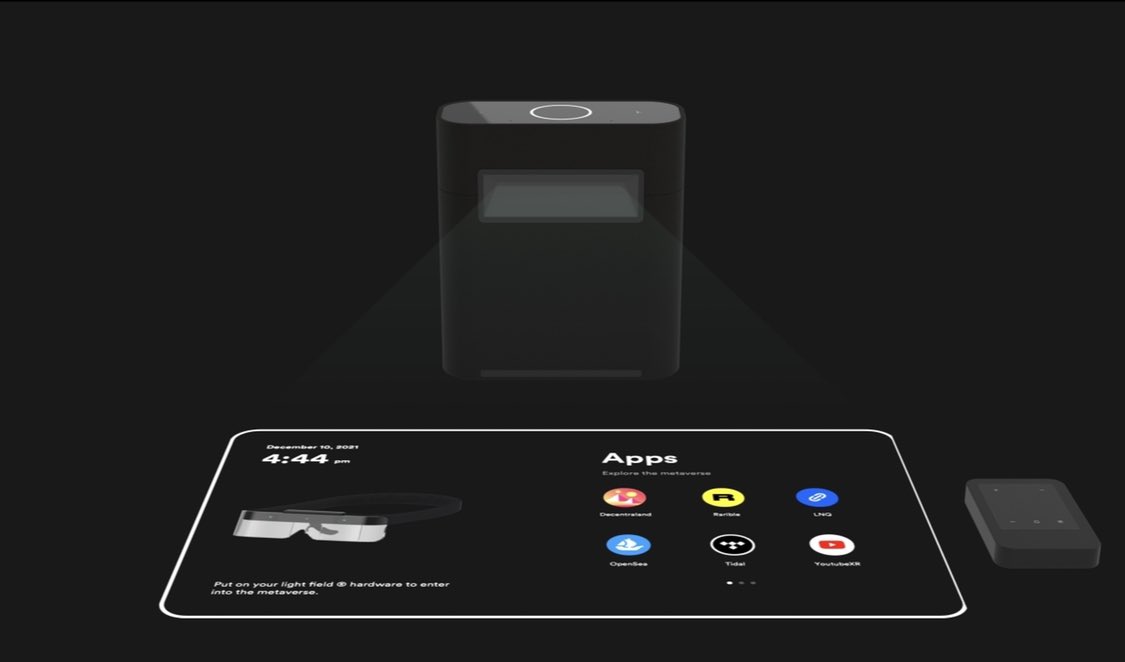 December 10, 2021
4:44 pm
Put on your light field ® hardware to enter
into the metaverse.
Apps
Explore the metaverse
Decentraland
Rarible
LNQ
OpenSea
Tidal
YoutubeXR